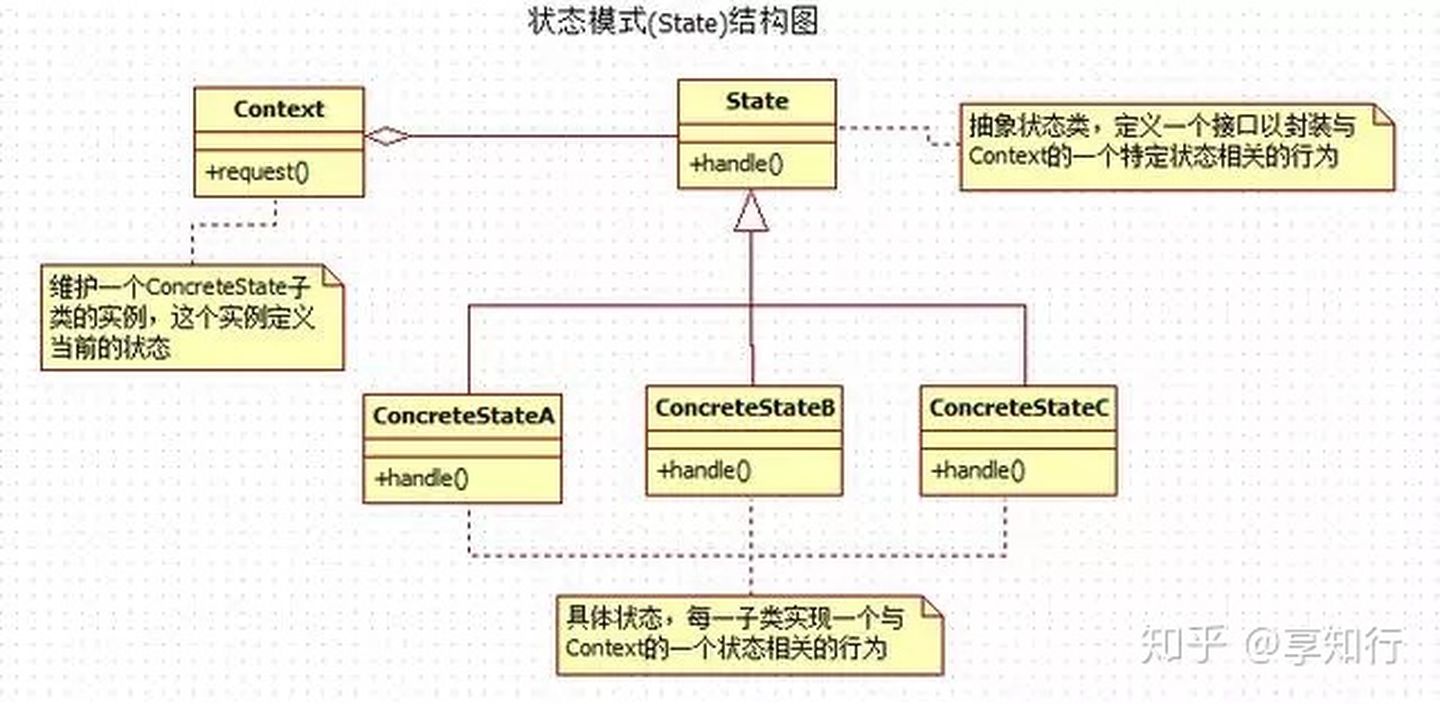 状态模式(State)结构图
Context
+request()
State
+handle()
抽象状态类，定义一个接口以封装与
Context的一个特定状态相关的行为
维护一个ConcreteState子
类的实例，这个实例定义
当前的状态
ConcreteStateA
+handle()
ConcreteStateB
+handle()
ConcreteStateC
+handle()
具体状态，每一子类实现一个与
Context的一个状态相关的行为
知乎 @享知行